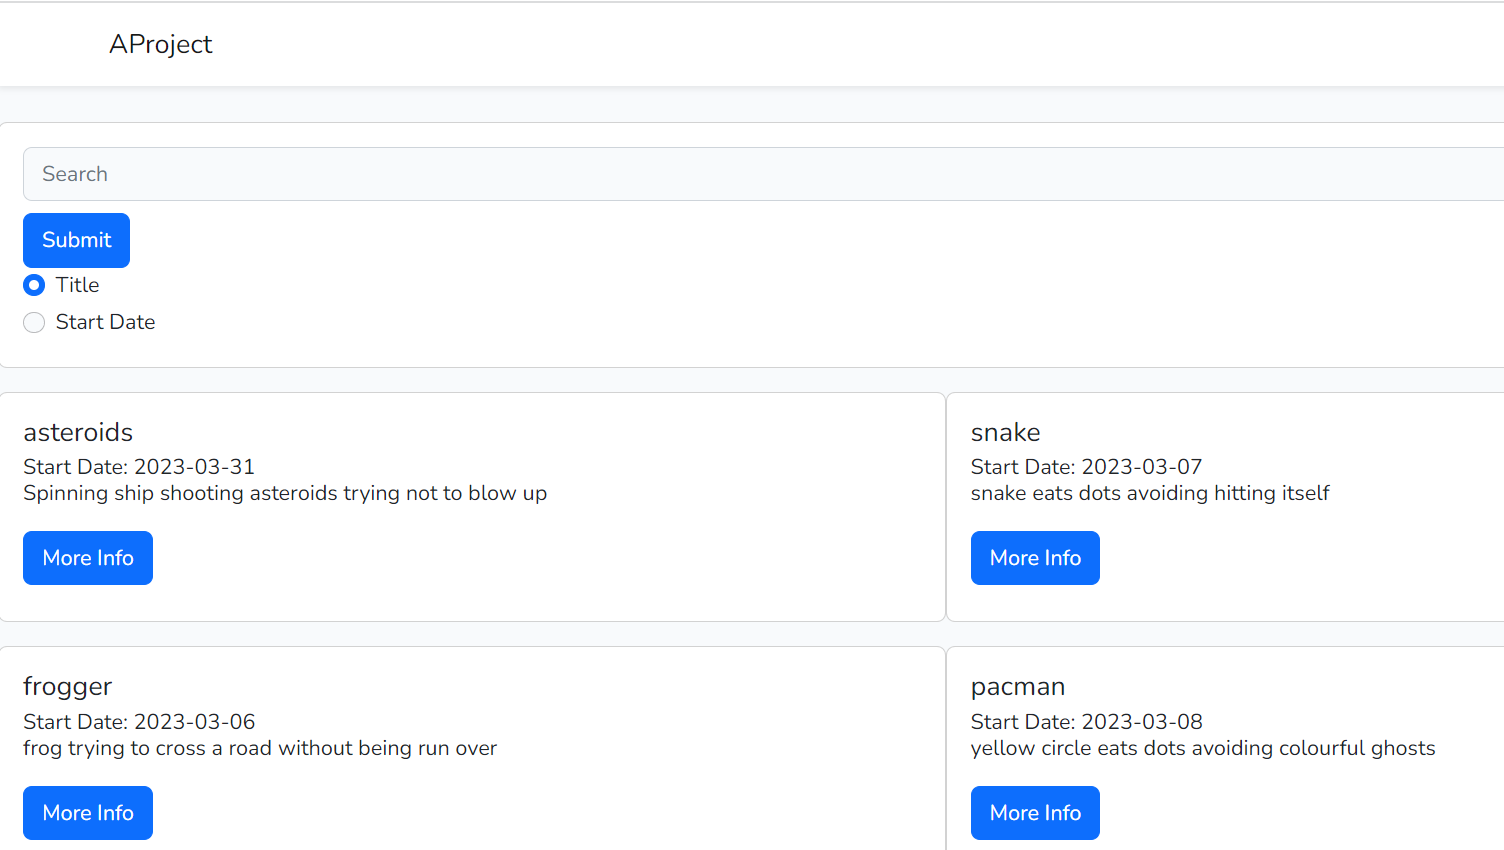 AProject
Search
Submit
Title
Start Date
asteroids
Start Date: 2023-03-31
Spinning ship shooting asteroids trying not to blow up
More Info
snake
Start Date: 2023-03-07
snake eats dots avoiding hitting itself
More Info
frogger
Start Date: 2023-03-06
frog trying to cross a road without being run over
More Info
pacman
Start Date: 2023-03-08
yellow circle eats dots avoiding colourful ghosts
More Info